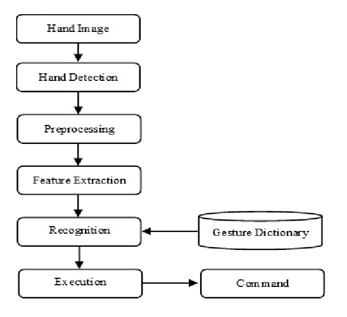 Hand Image
Hand Detection
Preprocessing
Feature Extraction
Recognition
Gesture Dictionary
Execution
Command